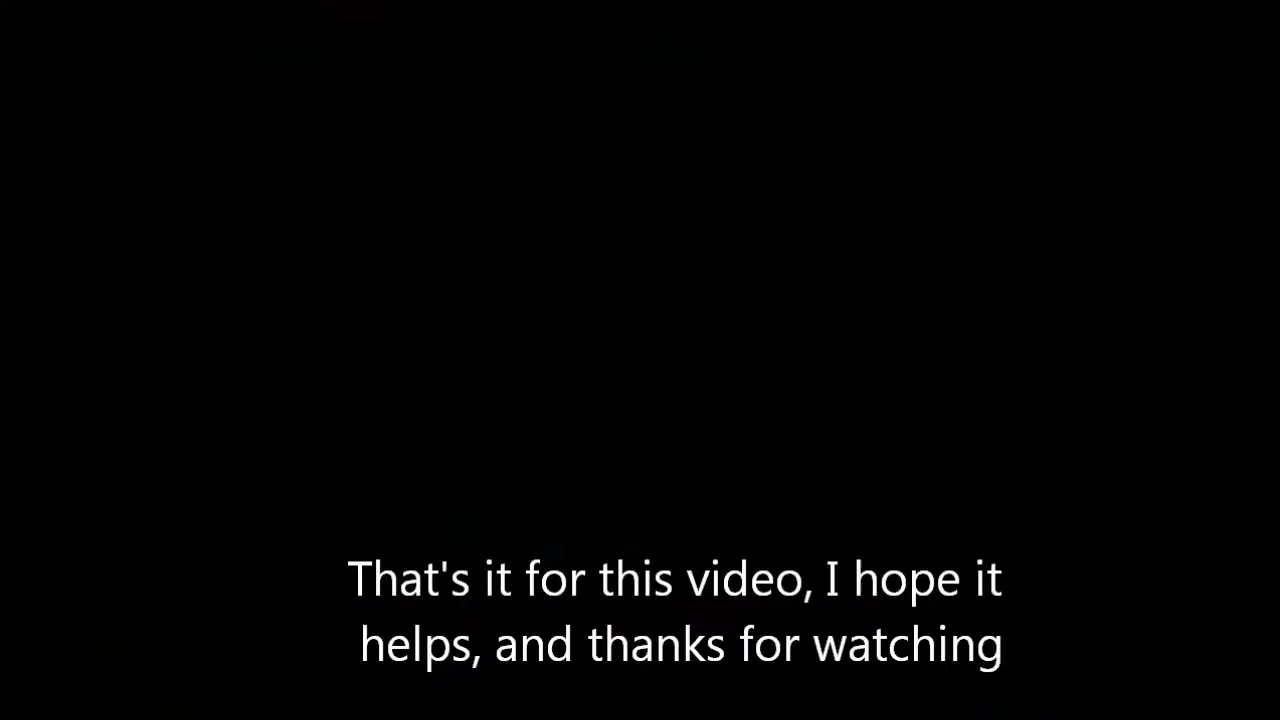 That's it for this video, I hope it
helps, and thanks for watching